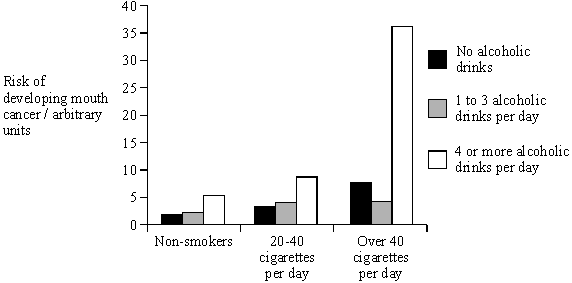 Risk of
developing mouth
cancer / arbitrary
units
40
35
30
25
20
15
10
5
0
Non-smokers
20-40
cigarettes
per day
Over 40
cigarettes
per day
No alcoholic
drinks
1 to 3 alcoholic
drinks per day
4 or more alcoholic
drinks per day